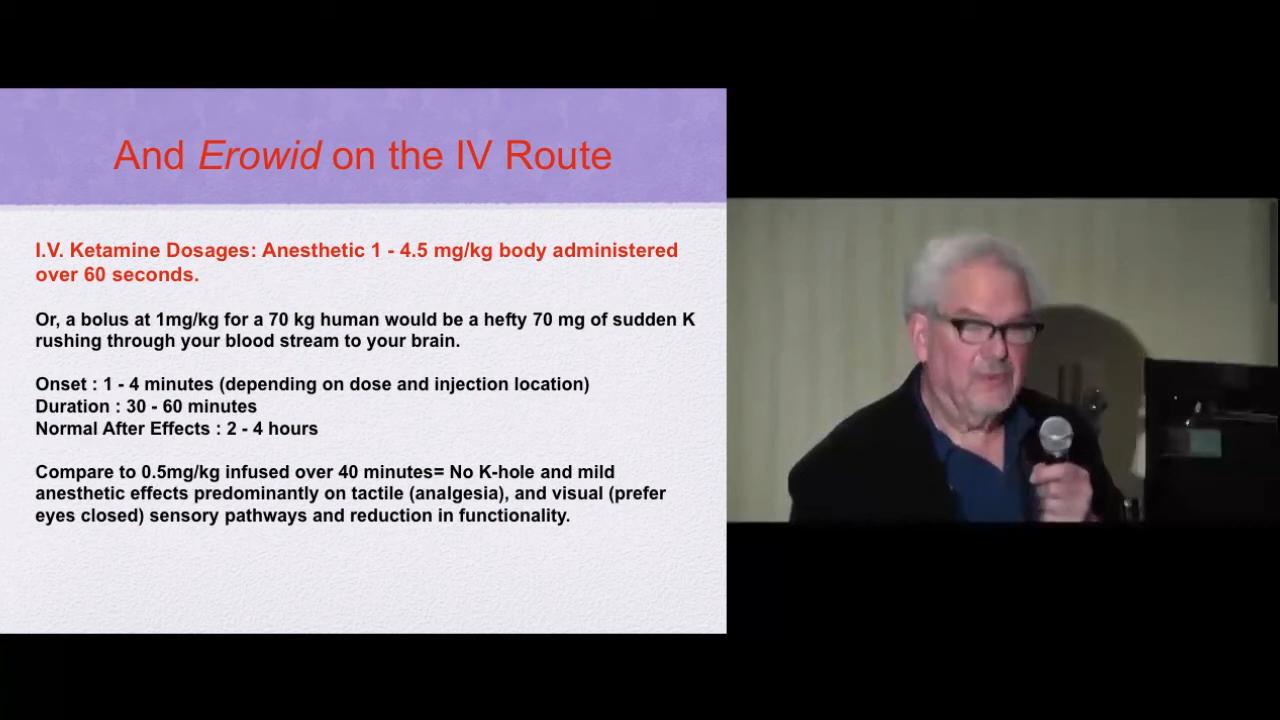 And Erowid on the IV Route
I.V. Ketamine Dosages: Anesthetic 1 - 4.5 mg/kg body administered
over 60 seconds.
Or, a bolus at 1mg/kg for a 70 kg human would be a hefty 70 mg of sudden K
rushing through your blood stream to your brain.
Onset : 1 - 4 minutes (depending on dose and injection location)
Duration : 30 - 60 minutes
Normal After Effects : 2 - 4 hours
Compare to 0.5mg/kg infused over 40 minutes= No K-hole and mild
anesthetic effects predominantly on tactile (analgesia), and visual (prefer
eyes closed) sensory pathways and reduction in functionality.